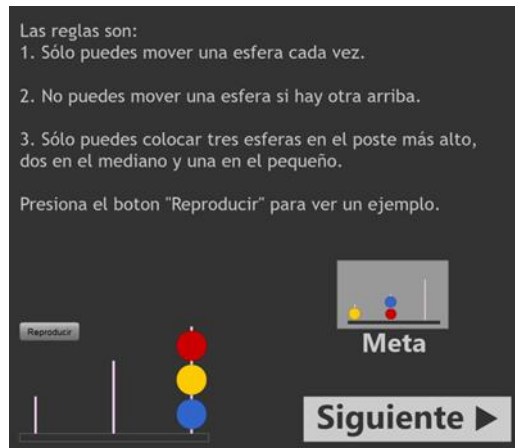 Las reglas son:
1. Sólo puedes mover una esfera cada vez.
2. No puedes mover una esfera si hay otra arriba.
3. Sólo puedes colocar tres esferas en el poste más alto,
dos en el mediano y una en el pequeño.
Presiona el boton "Reproducir" para ver un ejemplo.
Reproducir
Meta
Siguiente